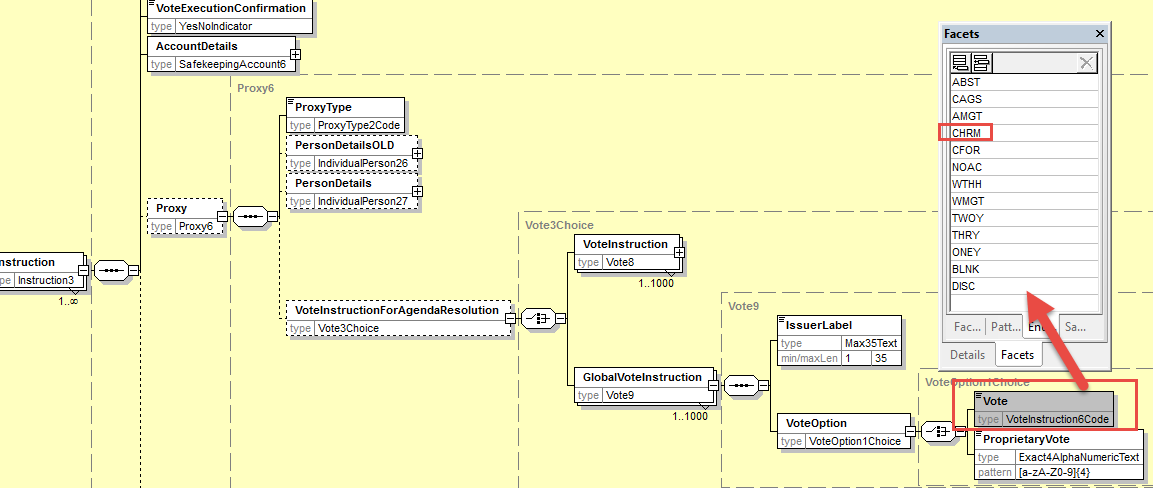 VoteExecutionConfirmation
type YesNoIndicator
AccountDetails
type SafekeepingAccount6
Proxy6
ProxyType
type ProxyType2Code
PersonDetailsOLD
type IndividualPerson26
PersonDetails
type IndividualPerson27
Proxy
type Proxy6
Vote3Choice
VoteInstruction
type Vote8
1..1000
nstruction
Instruction3
1..∞
VoteInstructionForAgendaResolution
type Vote3Choice
Vote9
IssuerLabel
type Max35Text
min/maxLen 1 35
GlobalVoteInstruction
type Vote9
1..1000
VoteOption
type VoteOption1Choice
VoteOption1Choice
Vote
type VoteInstruction6Code
ProprietaryVote
type Exact4AlphaNumericText
pattern [a-zA-Z0-9]{4}
Facets
ABST
CAGS
AMGT
CHRM
CFOR
NOAC
WTHH
WMGT
TWOY
THRY
ONEY
BLNK
DISC
Fac... Patt... Sa...
Details Facets